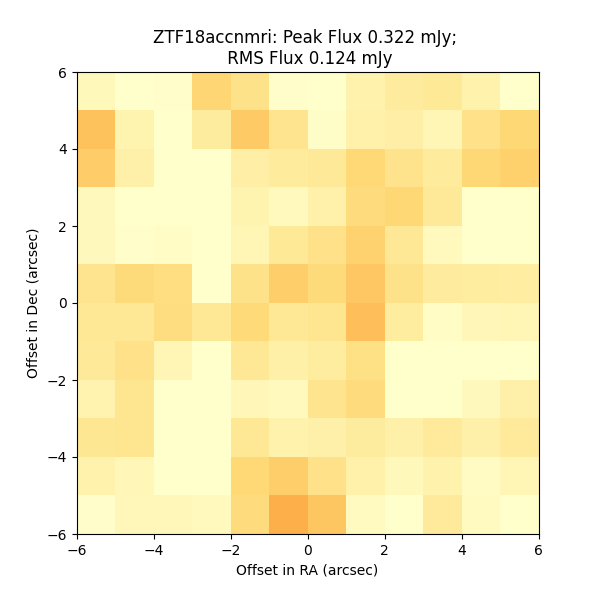 ZTF18accnmri: Peak Flux 0.322 mJy;
RMS Flux 0.124 mJy
6
4
2
0
−2
−4
−6
Offset in Dec (arcsec)
−6 −4 −2 0 2 4 6
Offset in RA (arcsec)